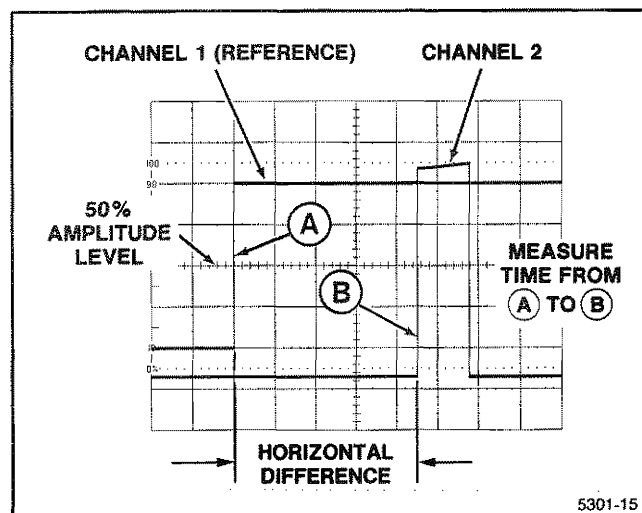 CHANNEL 1 (REFERENCE)
CHANNEL 2
100
90
50%
AMPLITUDE
LEVEL
A
B
MEASURE
TIME FROM
A TO B
10
0%
HORIZONTAL
DIFFERENCE
5301-15